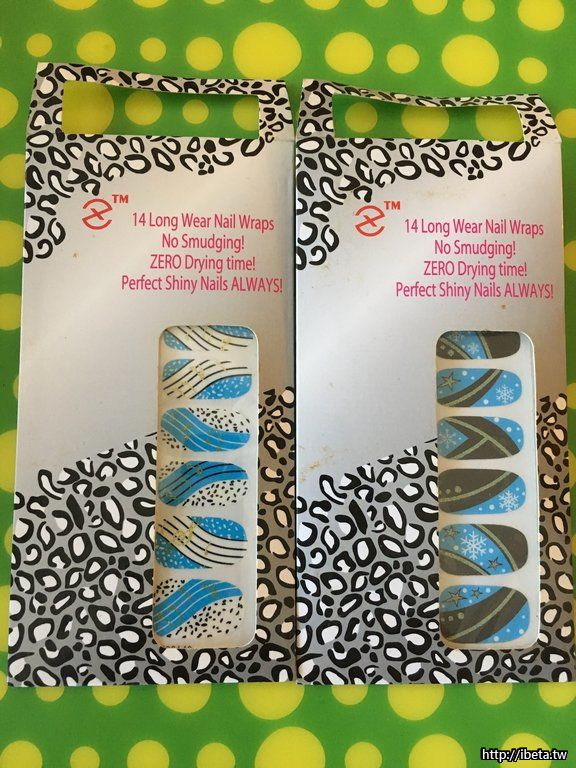 TM
14 Long Wear Nail Wraps
No Smudging!
ZERO Drying time!
Perfect Shiny Nails ALWAYS!
TM
14 Long Wear Nail Wraps
No Smudging!
ZERO Drying time!
Perfect Shiny Nails ALWAYS!
http://ibeta.tw